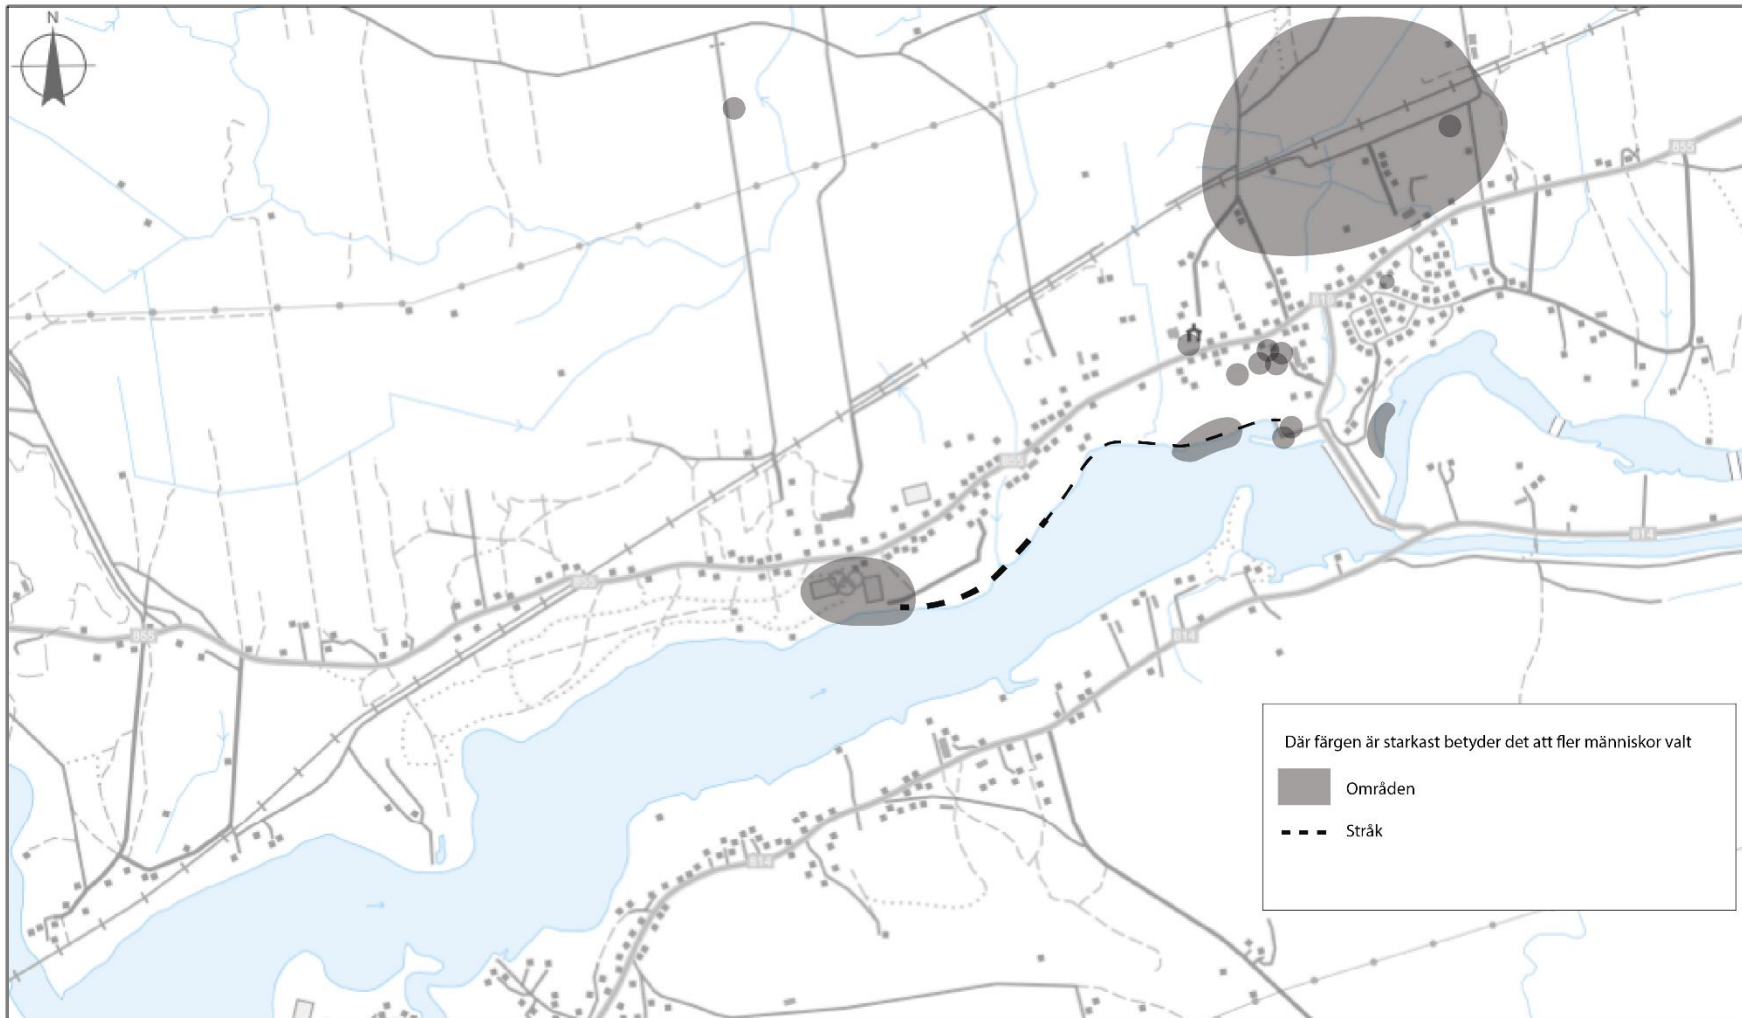 N
855
810
855
855
855
814
814
814
Där färgen är starkast betyder det att fler människor valt
Områden
Stråk